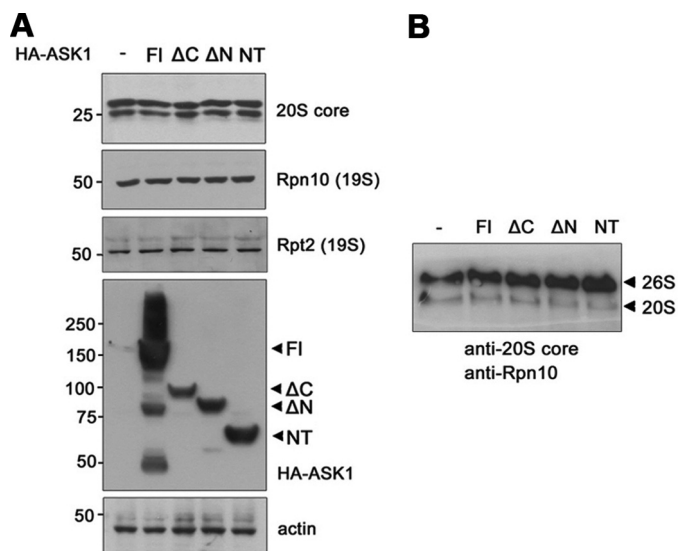 A
HA-ASK1 - Fl ΔC ΔN NT
25 20S core
50 Rpn10 (19S)
50 Rpt2 (19S)
250
150 Fl
100 ΔC
75 ΔN
NT
50
HA-ASK1
50
actin
B
- Fl ΔC ΔN NT
26S
20S
anti-20S core
anti-Rpn10